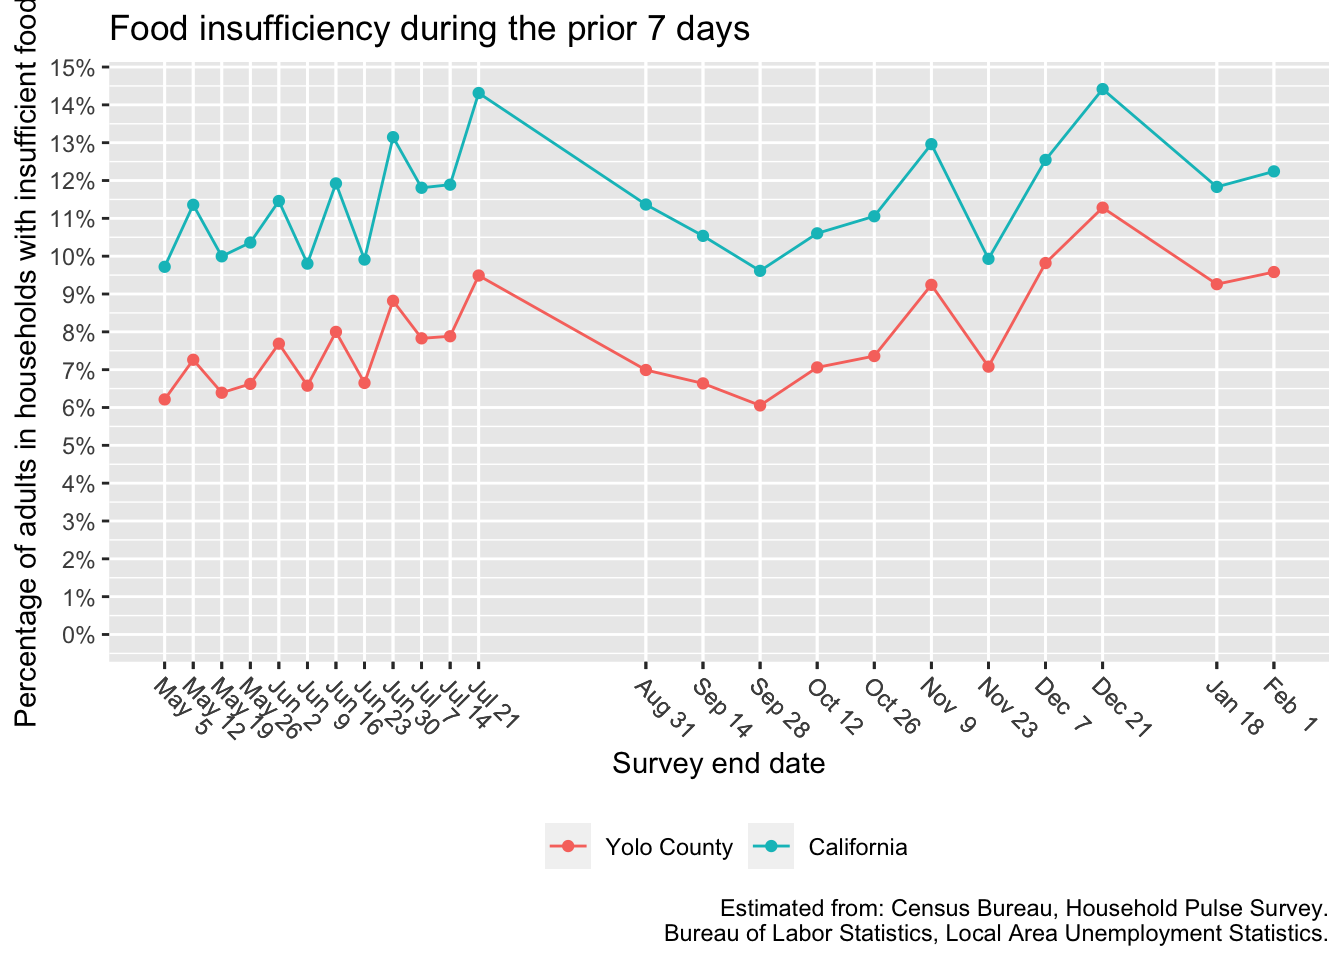 Food insufficiency during the prior 7 days
Percentage of adults in households with insufficient food
15%
14%
13%
12%
11%
10%
9%
8%
7%
6%
5%
4%
3%
2%
1%
0%
May 5
May 12
May 19
May 26
Jun 2
Jun 9
Jun 16
Jun 23
Jun 30
Jul 7
Jul 14
Jul 21
Aug 31
Sep 14
Sep 28
Oct 12
Oct 26
Nov 9
Nov 23
Dec 7
Dec 21
Jan 18
Feb 1
Survey end date
Yolo County
California
Estimated from: Census Bureau, Household Pulse Survey.
Bureau of Labor Statistics, Local Area Unemployment Statistics.